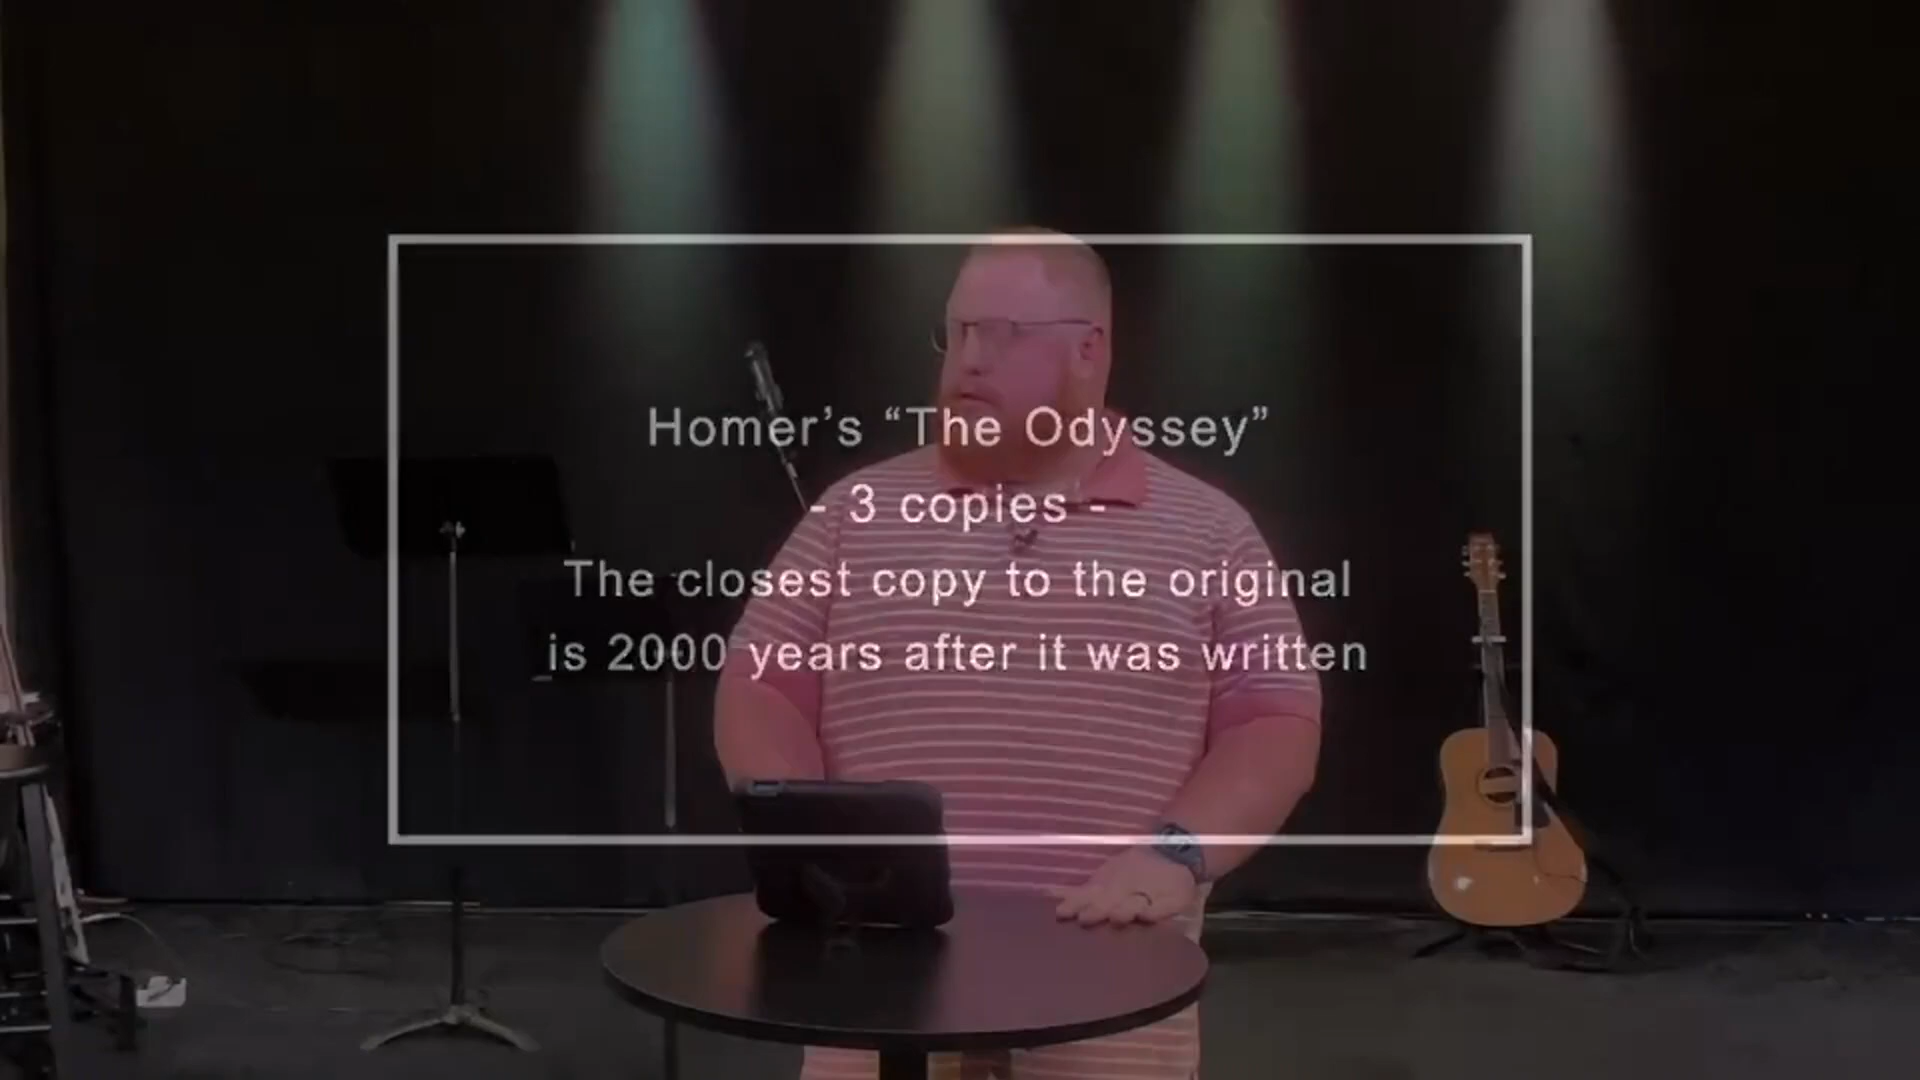 Homer’s “The Odyssey”
- 3 copies -
The closest copy to the original
is 2000 years after it was written